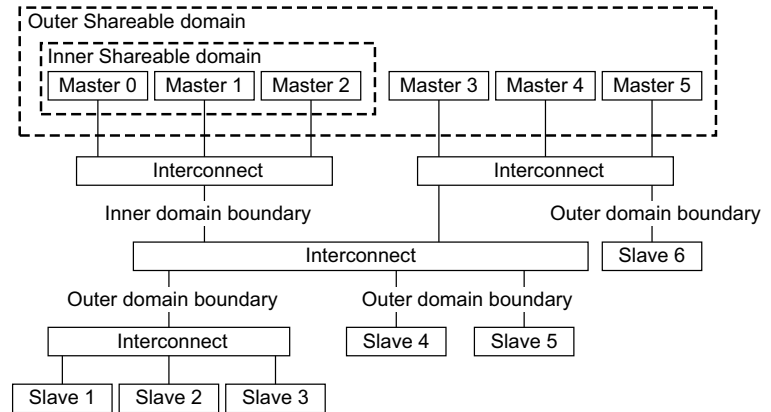 Outer Shareable domain
Inner Shareable domain
Master 0 Master 1 Master 2 Master 3 Master 4 Master 5
Interconnect Interconnect
Inner domain boundary Outer domain boundary
Interconnect Slave 6
Outer domain boundary Outer domain boundary
Interconnect Slave 4 Slave 5
Slave 1 Slave 2 Slave 3